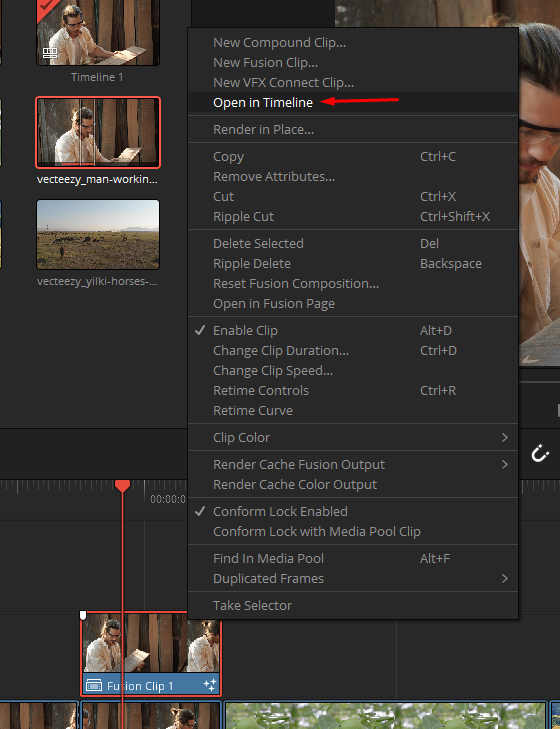 Timeline 1
vecteezy_man-workin...
vecteezy_yilki-horses-...
New Compound Clip...
New Fusion Clip...
New VFX Connect Clip...
Open in Timeline
Render in Place...
Copy Ctrl+C
Remove Attributes...
Cut Ctrl+X
Ripple Cut Ctrl+Shift+X
Delete Selected Del
Ripple Delete Backspace
Reset Fusion Composition...
Open in Fusion Page
Enable Clip Alt+D
Change Clip Duration... Ctrl+D
Change Clip Speed...
Retime Controls Ctrl+R
Retime Curve
Clip Color
Render Cache Fusion Output
Render Cache Color Output
Conform Lock Enabled
Conform Lock with Media Pool Clip
Find In Media Pool Alt+F
Duplicated Frames
Take Selector
00:00:0
Fusion Clip 1